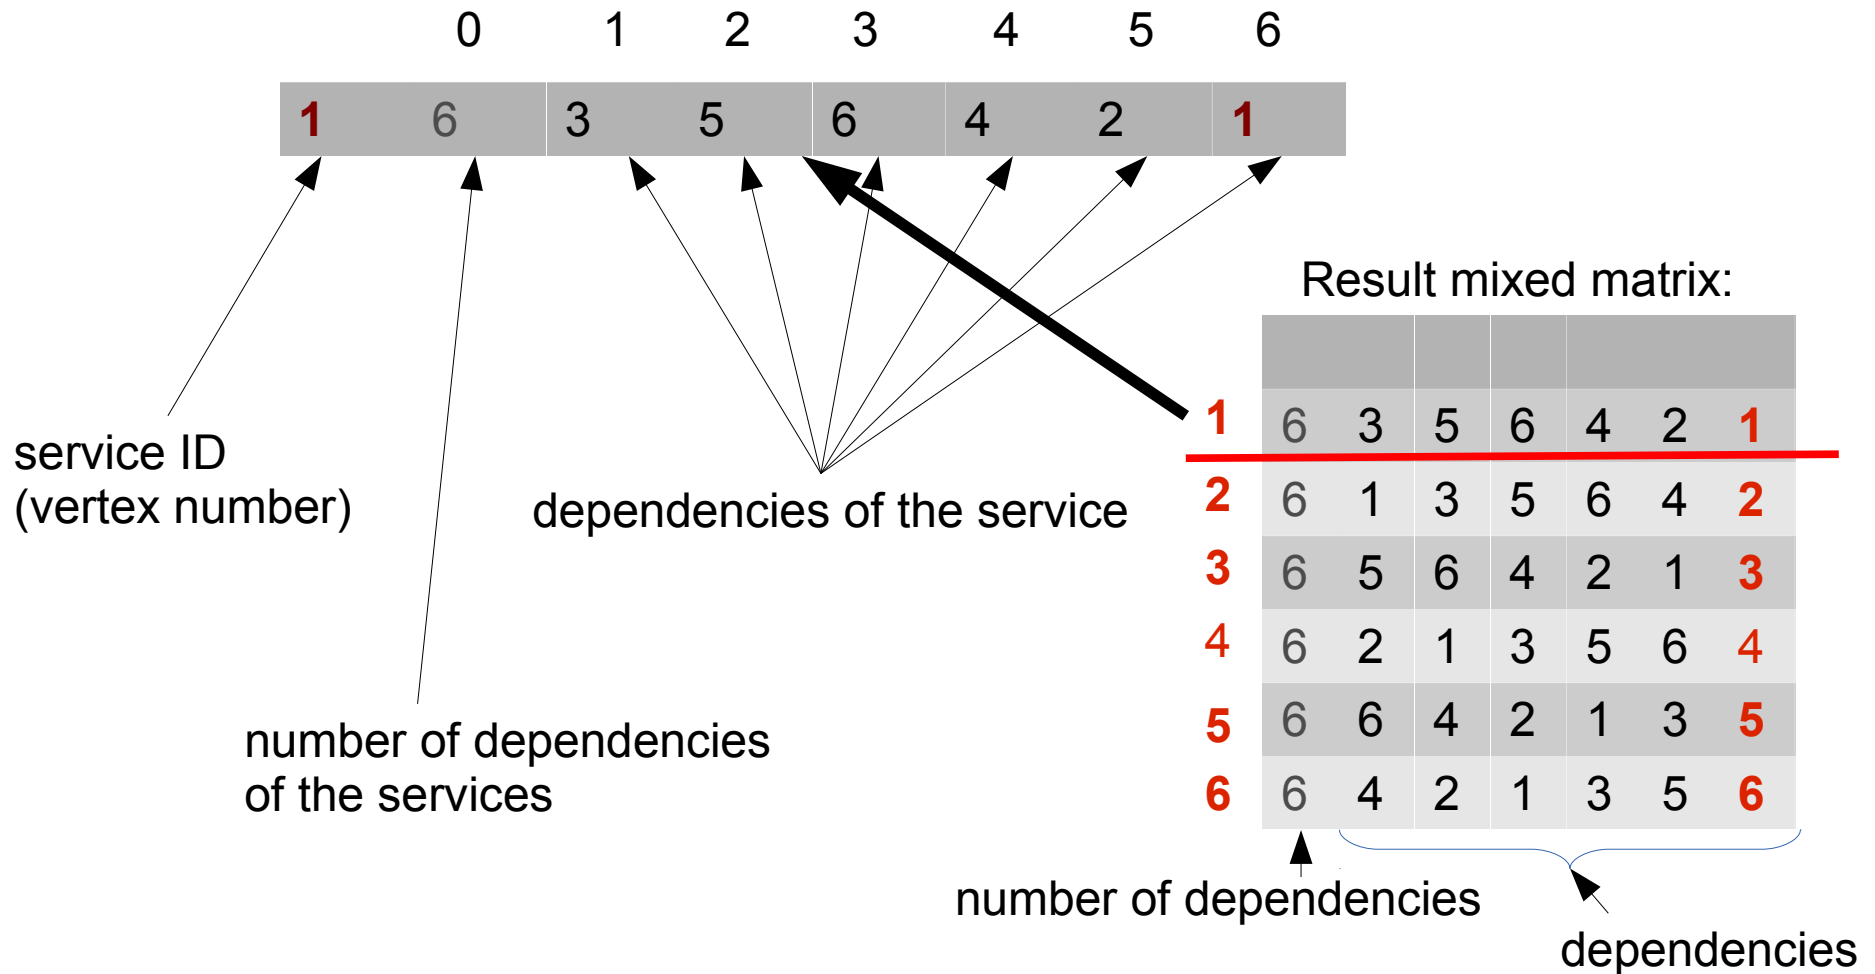 0 1 2 3 4 5 6
1 6 3 5 6 4 2 1
Result mixed matrix:
1 6 3 5 6 4 2 1
service ID
(vertex number)
dependencies of the service
2 6 1 3 5 6 4 2
3 6 5 6 4 2 1 3
4 6 2 1 3 5 6 4
5 6 6 4 2 1 3 5
6 6 4 2 1 3 5 6
number of dependencies
of the services
number of dependencies
dependencies